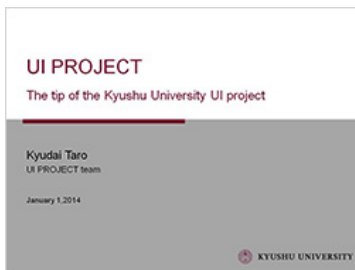 UI PROJECT
The tip of the Kyushu University UI project
Kyudai Taro
UI PROJECT team
January 1,2014
KYUSHU UNIVERSITY